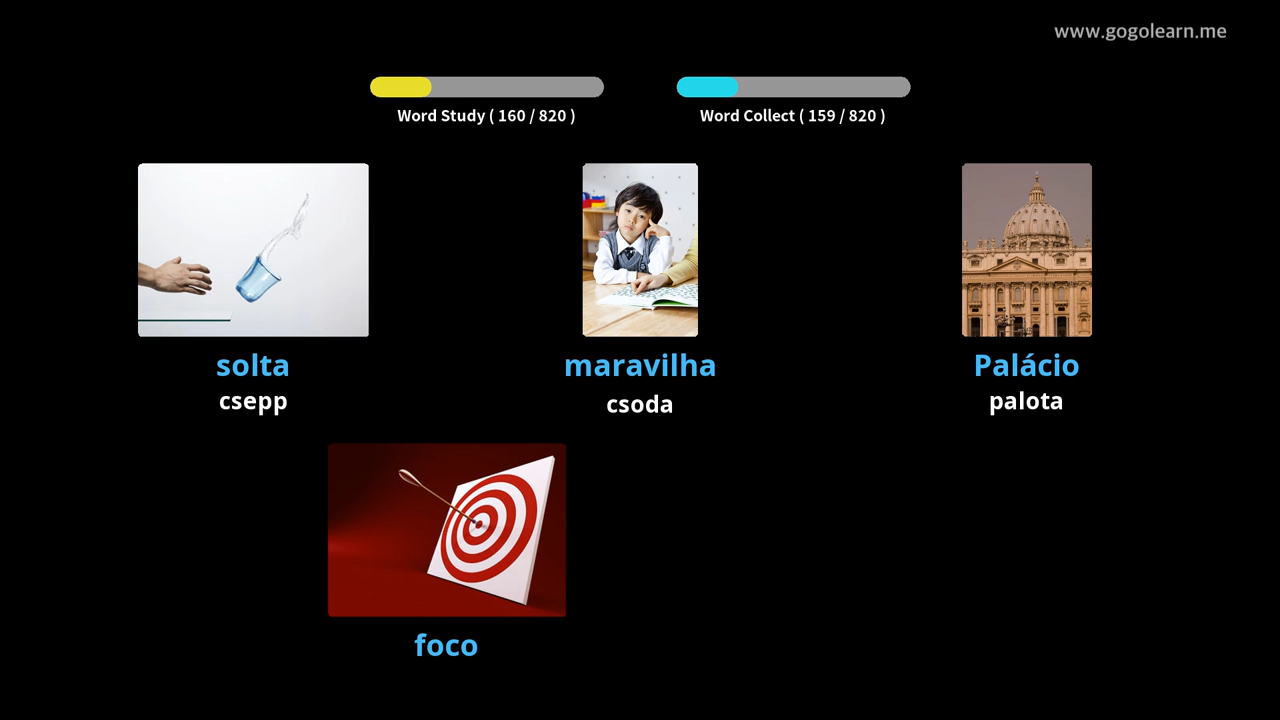 www.gogolearn.me
Word Study ( 160 / 820 )
Word Collect ( 159 / 820 )
solta
csepp
maravilha
csoda
Palácio
palota
foco